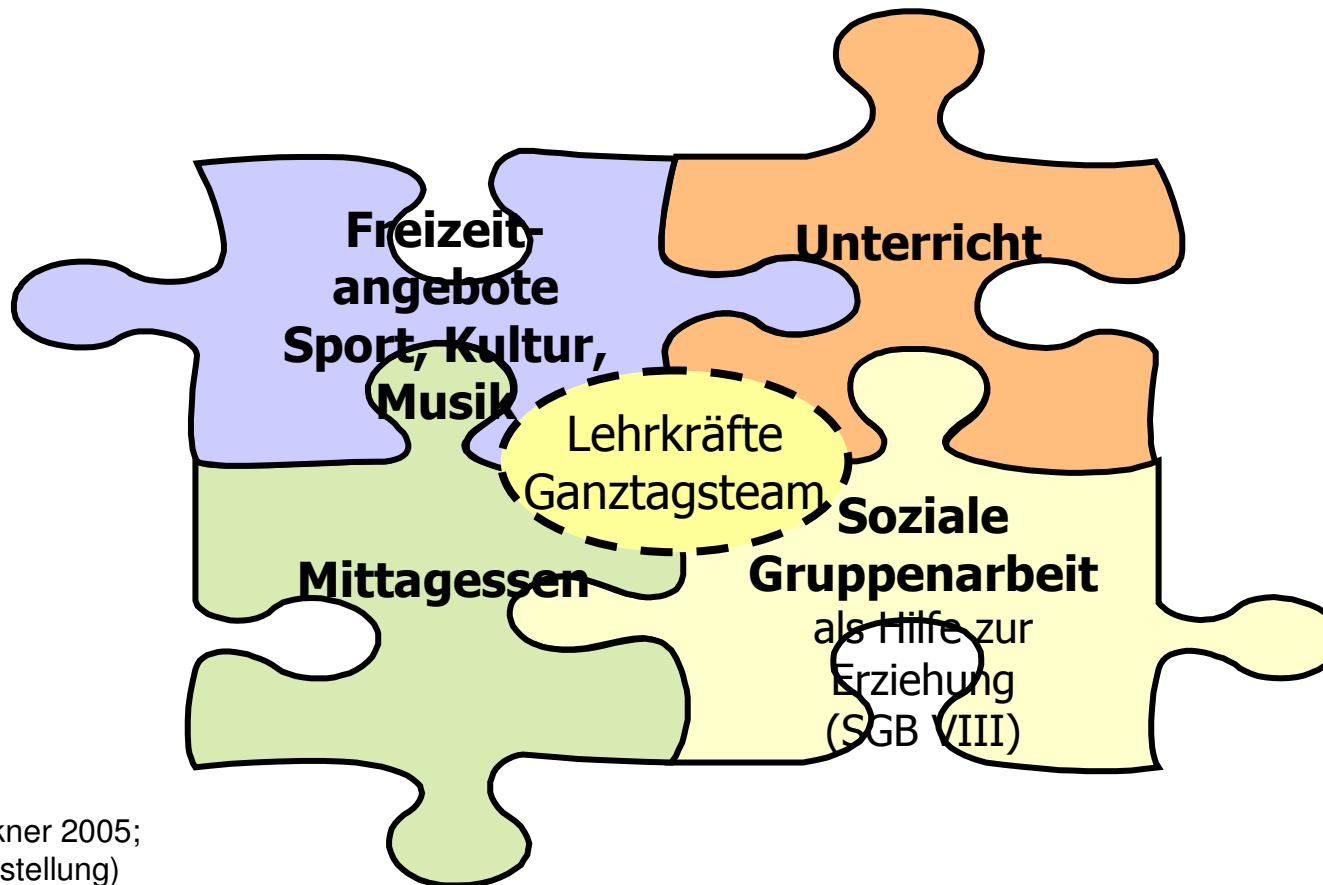 Freizeit-
angebote
Sport, Kultur,
Musik
Unterricht
Lehrkräfte
Ganztagsteam
Mittagessen
Soziale
Gruppenarbeit
als Hilfe zur
Erziehung
(SGB VIII)
kner 2005;
stellung)